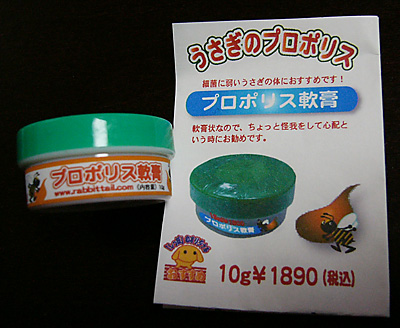 うさぎのプロポリス
細菌に弱いうさぎの体におすすめです！
プロポリス軟膏
軟膏状なので、ちょっと怪我をして心配と
いう時にお勧めです。
プロポリス軟膏
10g¥1890(税込)
プロポリス軟膏
www.rabbittail.com